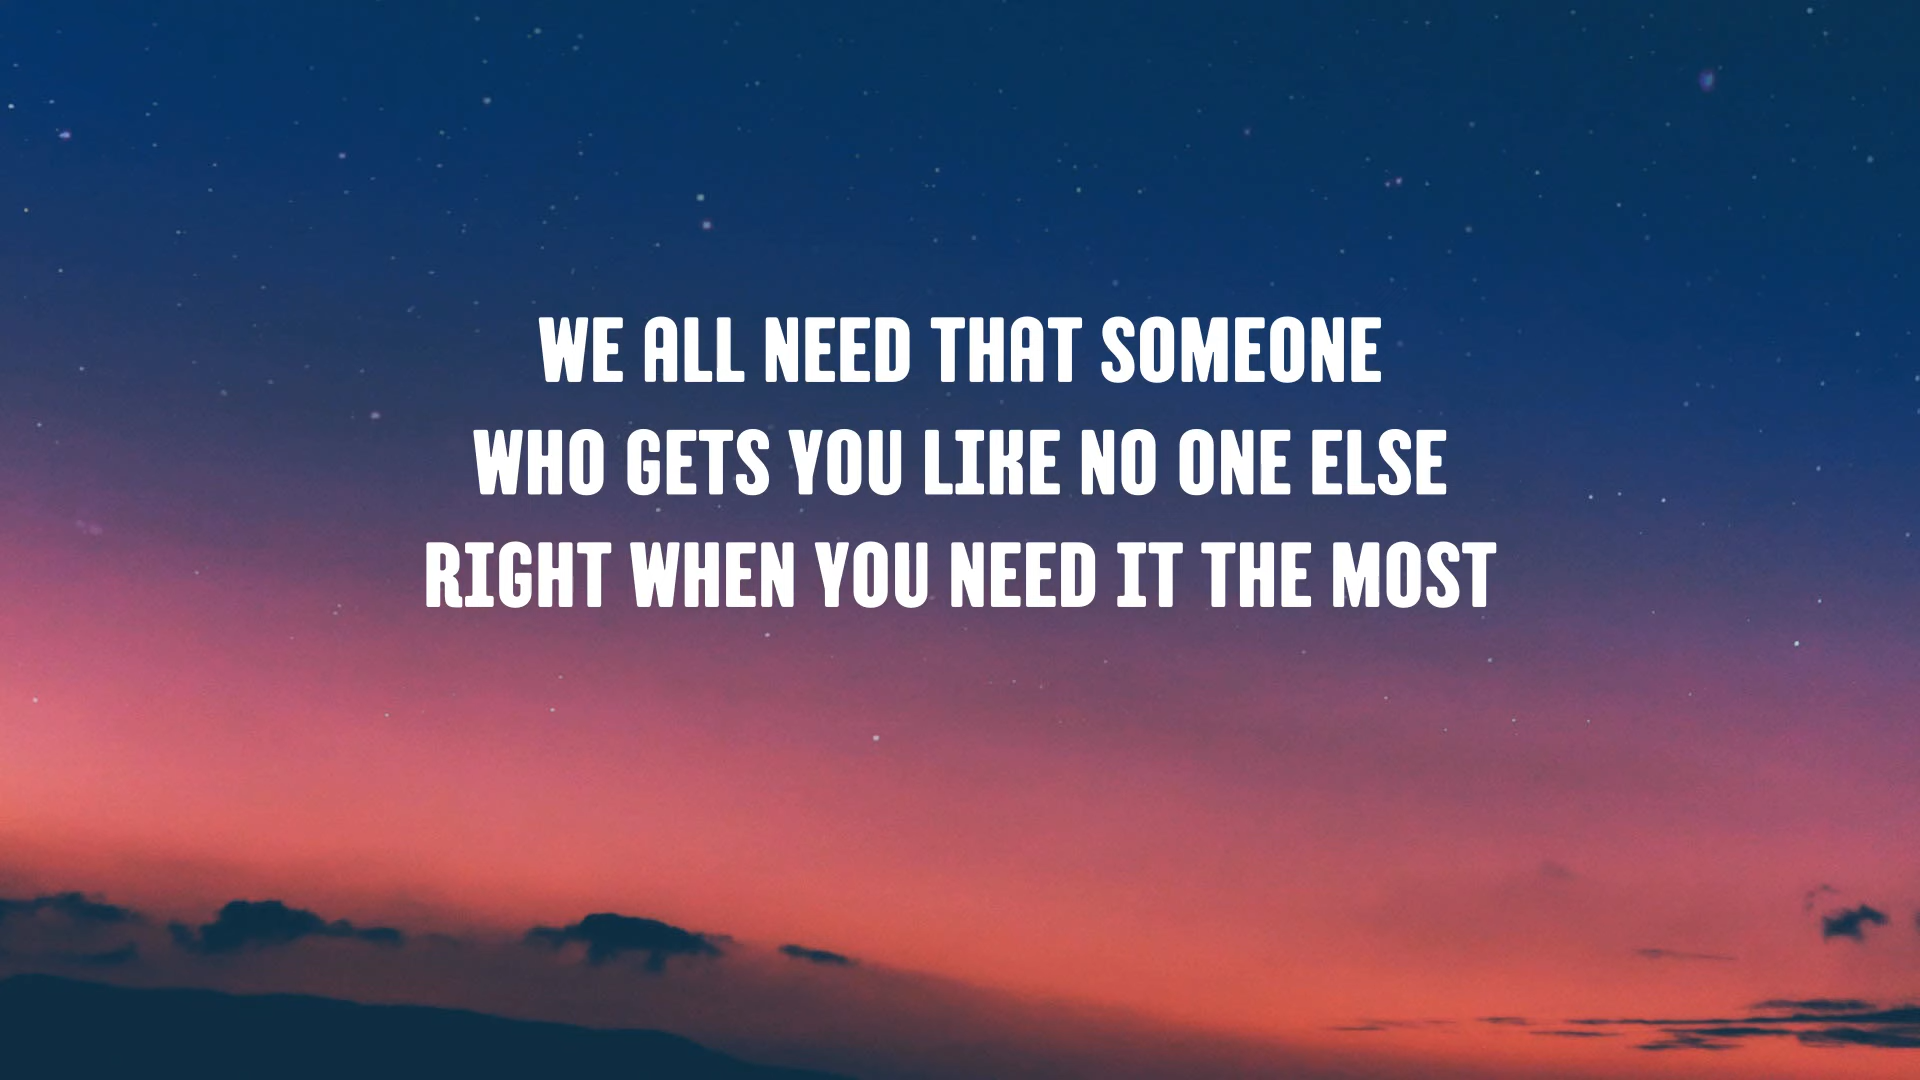 WE ALL NEED THAT SOMEONE
WHO GETS YOU LIKE NO ONE ELSE
RIGHT WHEN YOU NEED IT THE MOST